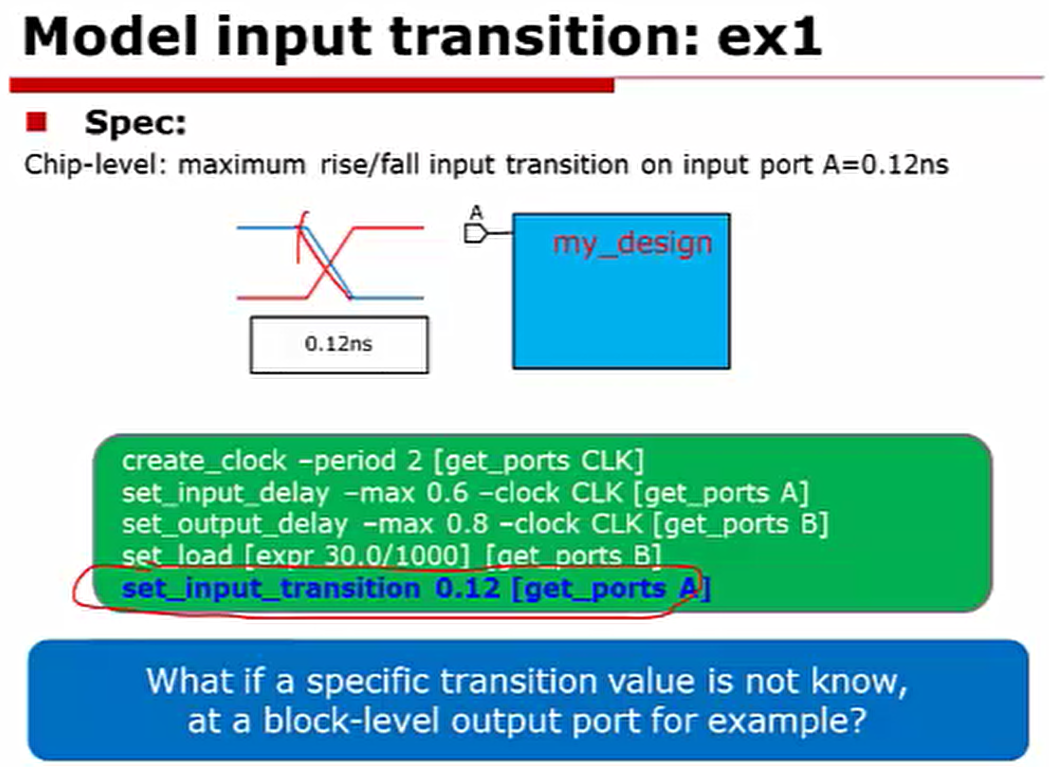 Model input transition: ex1
Spec:
Chip-level: maximum rise/fall input transition on input port A=0.12ns
A
my_design
0.12ns
create_clock –period 2 [get_ports CLK]
set_input_delay –max 0.6 –clock CLK [get_ports A]
set_output_delay –max 0.8 –clock CLK [get_ports B]
set_load [expr 30.0/1000] [get_ports B]
set_input_transition 0.12 [get_ports A]
What if a specific transition value is not know,
at a block-level output port for example?